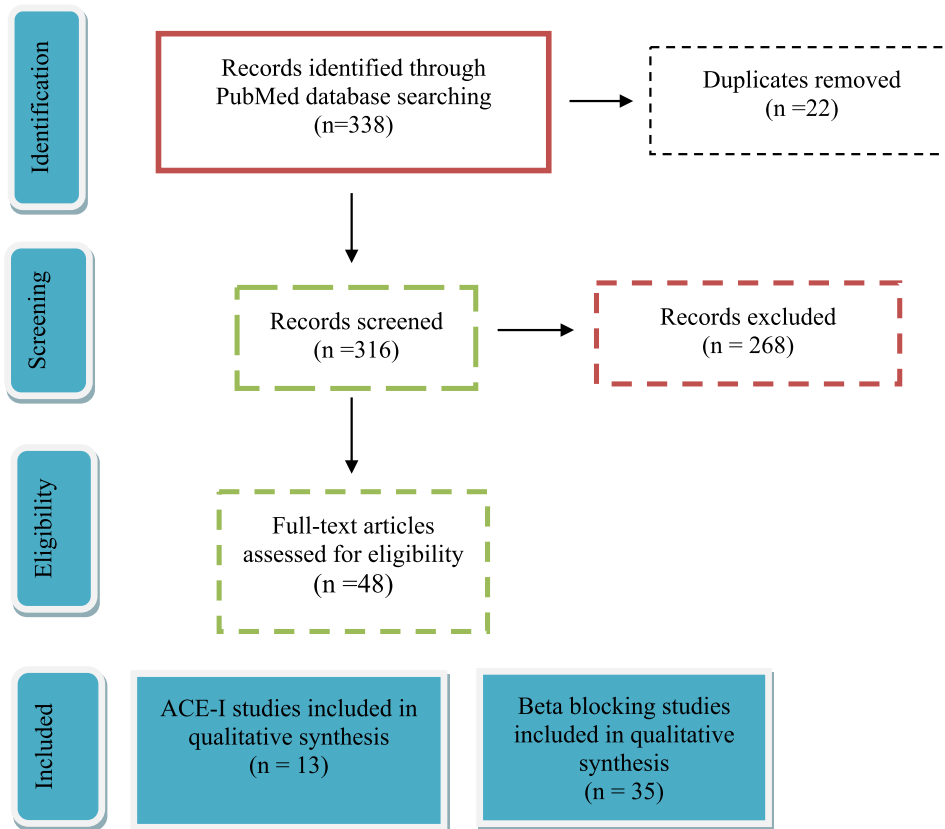 Identification
Records identified through
PubMed database searching
(n=338)
Duplicates removed
(n =22)
Screening
Records screened
(n =316)
Records excluded
(n = 268)
Eligibility
Full-text articles
assessed for eligibility
(n =48)
Included
ACE-I studies included in
qualitative synthesis
(n = 13)
Beta blocking studies
included in qualitative
synthesis
(n = 35)